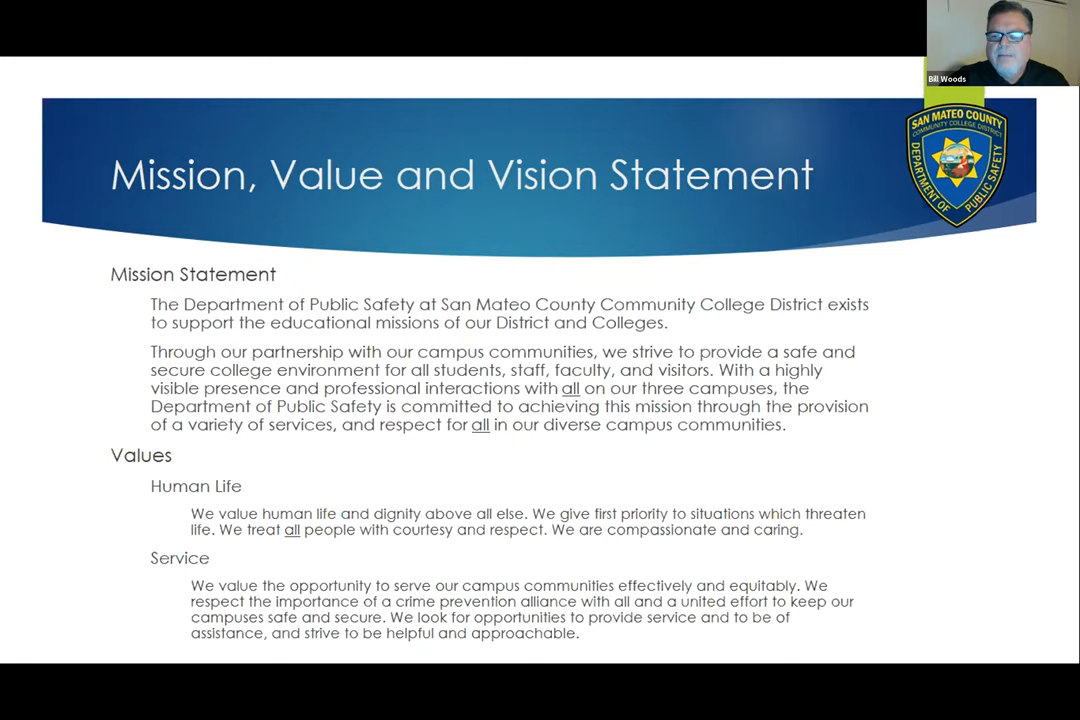 Bill Woods
SAN MATEO COUNTY
COMMUNITY COLLEGE DISTRICT
DEPARTMENT OF
PUBLIC SAFETY
Mission, Value and Vision Statement
Mission Statement
The Department of Public Safety at San Mateo County Community College District exists
to support the educational missions of our District and Colleges.
Through our partnership with our campus communities, we strive to provide a safe and
secure college environment for all students, staff, faculty, and visitors. With a highly
visible presence and professional interactions with all on our three campuses, the
Department of Public Safety is committed to achieving this mission through the provision
of a variety of services, and respect for all in our diverse campus communities.
Values
Human Life
We value human life and dignity above all else. We give first priority to situations which threaten
life. We treat all people with courtesy and respect. We are compassionate and caring.
Service
We value the opportunity to serve our campus communities effectively and equitably. We
respect the importance of a crime prevention alliance with all and a united effort to keep our
campuses safe and secure. We look for opportunities to provide service and to be of
assistance, and strive to be helpful and approachable.